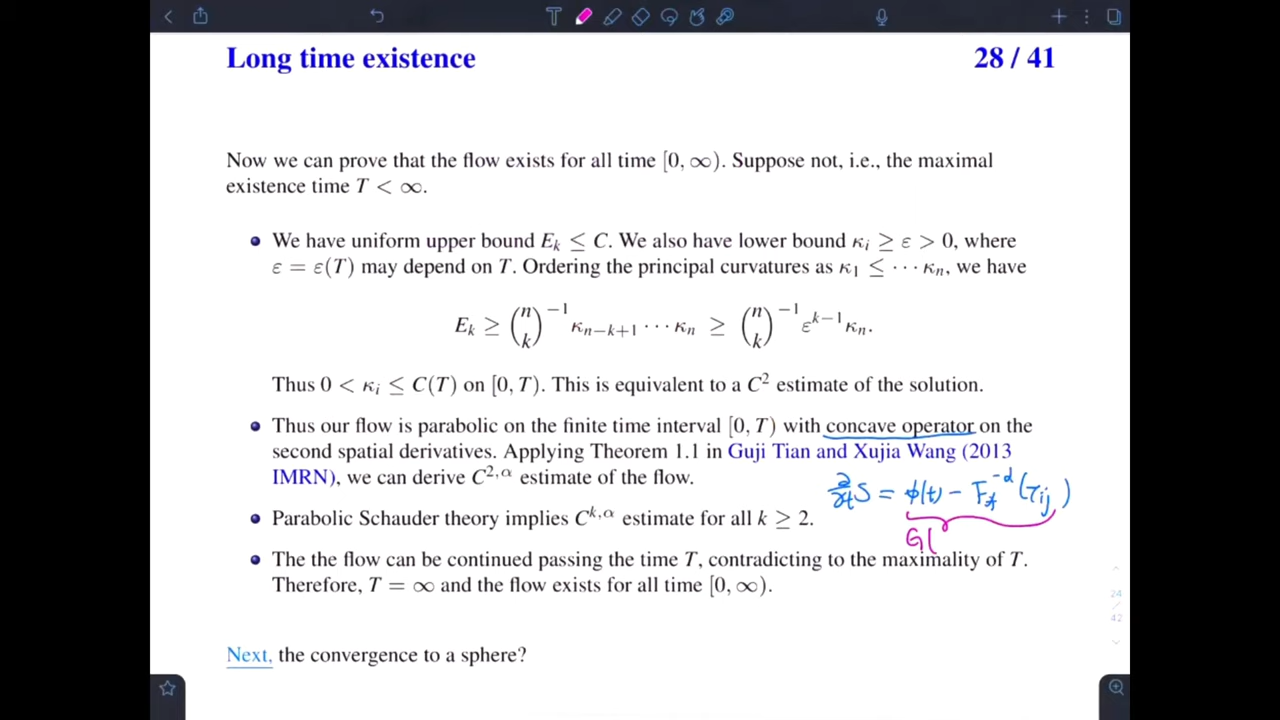 Long time existence 28 / 41
Now we can prove that the flow exists for all time [0, ∞). Suppose not, i.e., the maximal
existence time T < ∞.
• We have uniform upper bound E_k ≤ C. We also have lower bound κ_i ≥ ε > 0, where
ε = ε(T) may depend on T. Ordering the principal curvatures as κ_1 ≤ ··· κ_n, we have
E_k ≥ (n k)^{-1} κ_{n-k+1} ··· κ_n ≥ (n k)^{-1} ε^{k-1} κ_n.
Thus 0 < κ_i ≤ C(T) on [0, T). This is equivalent to a C^2 estimate of the solution.
• Thus our flow is parabolic on the finite time interval [0, T) with concave operator on the
second spatial derivatives. Applying Theorem 1.1 in Guji Tian and Xujia Wang (2013
IMRN), we can derive C^{2,α} estimate of the flow.
∂/∂t S = ϕ(t) − F_*^{-α}(τ_ij)
• Parabolic Schauder theory implies C^{k,α} estimate for all k ≥ 2.
G(
• The the flow can be continued passing the time T, contradicting to the maximality of T.
Therefore, T = ∞ and the flow exists for all time [0, ∞).
Next, the convergence to a sphere?
24
/
42